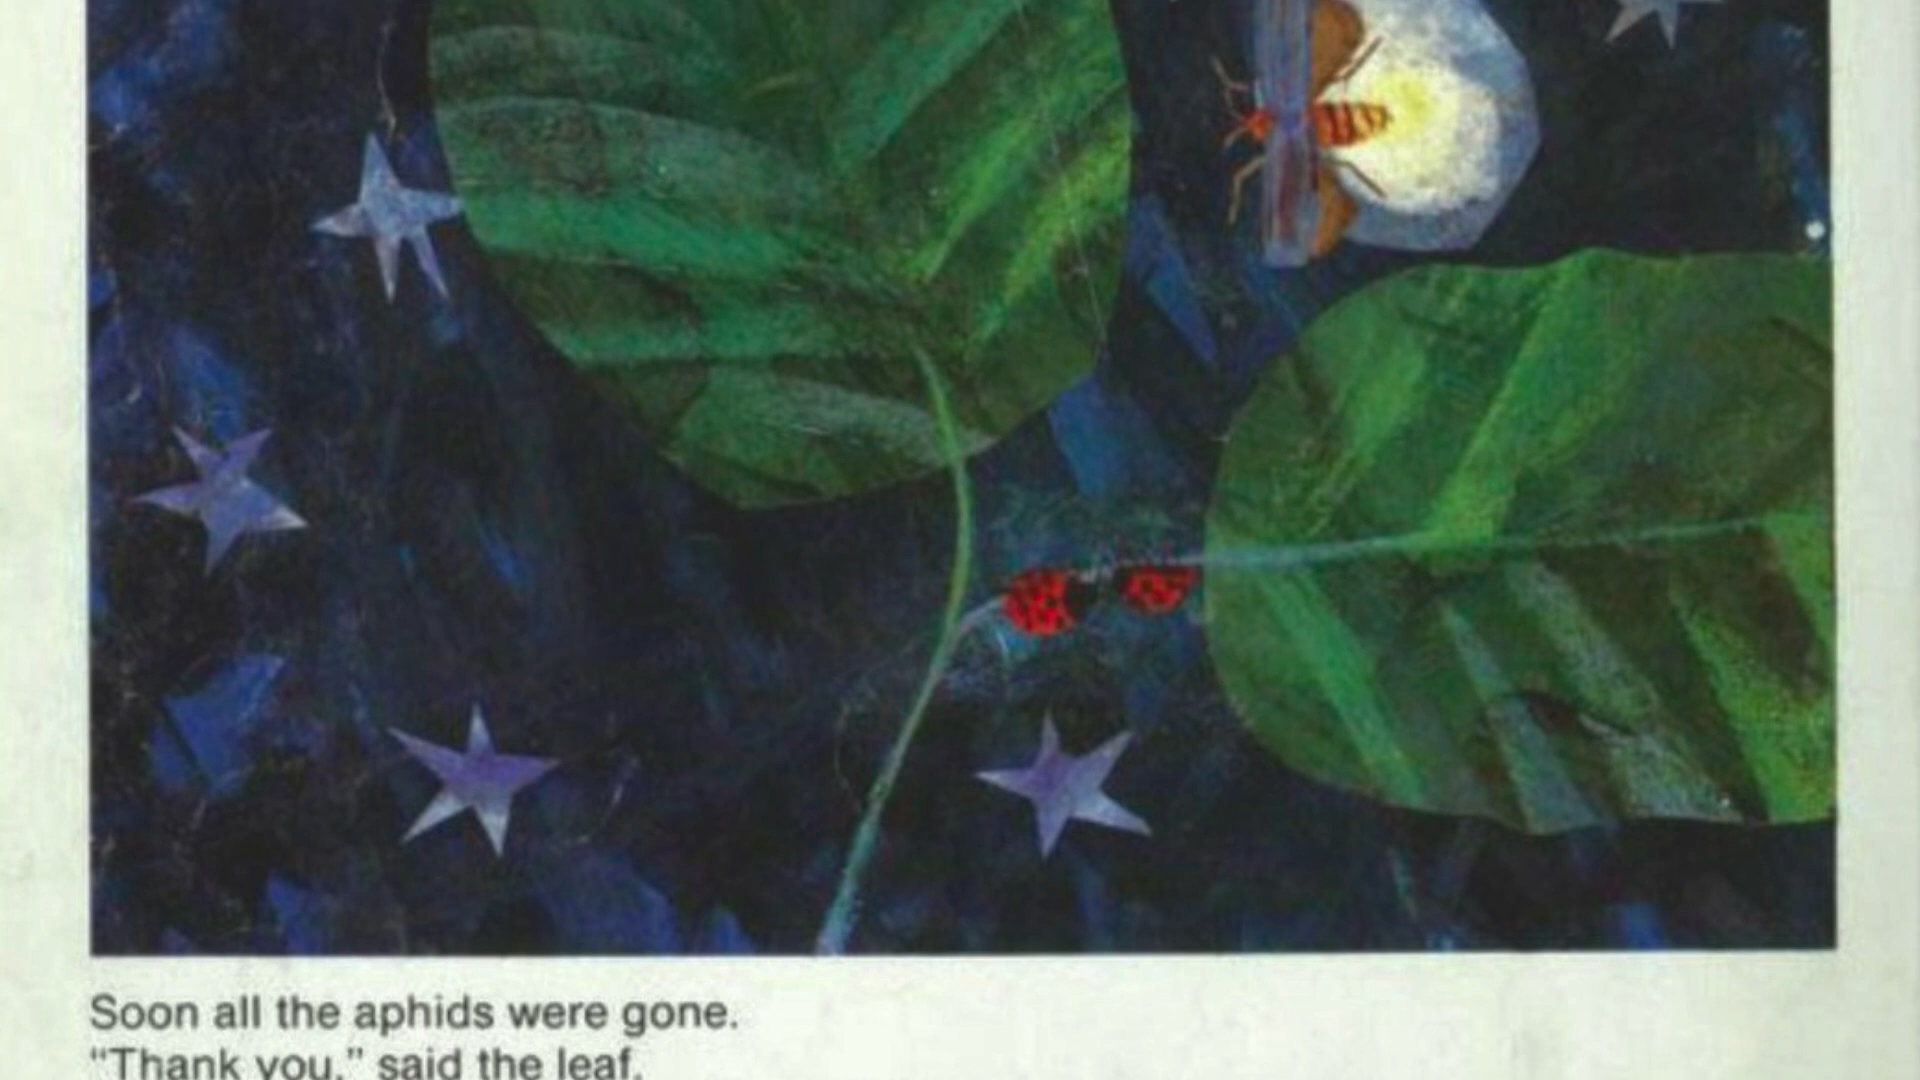 Soon all the aphids were gone.
“Thank you,” said the leaf.